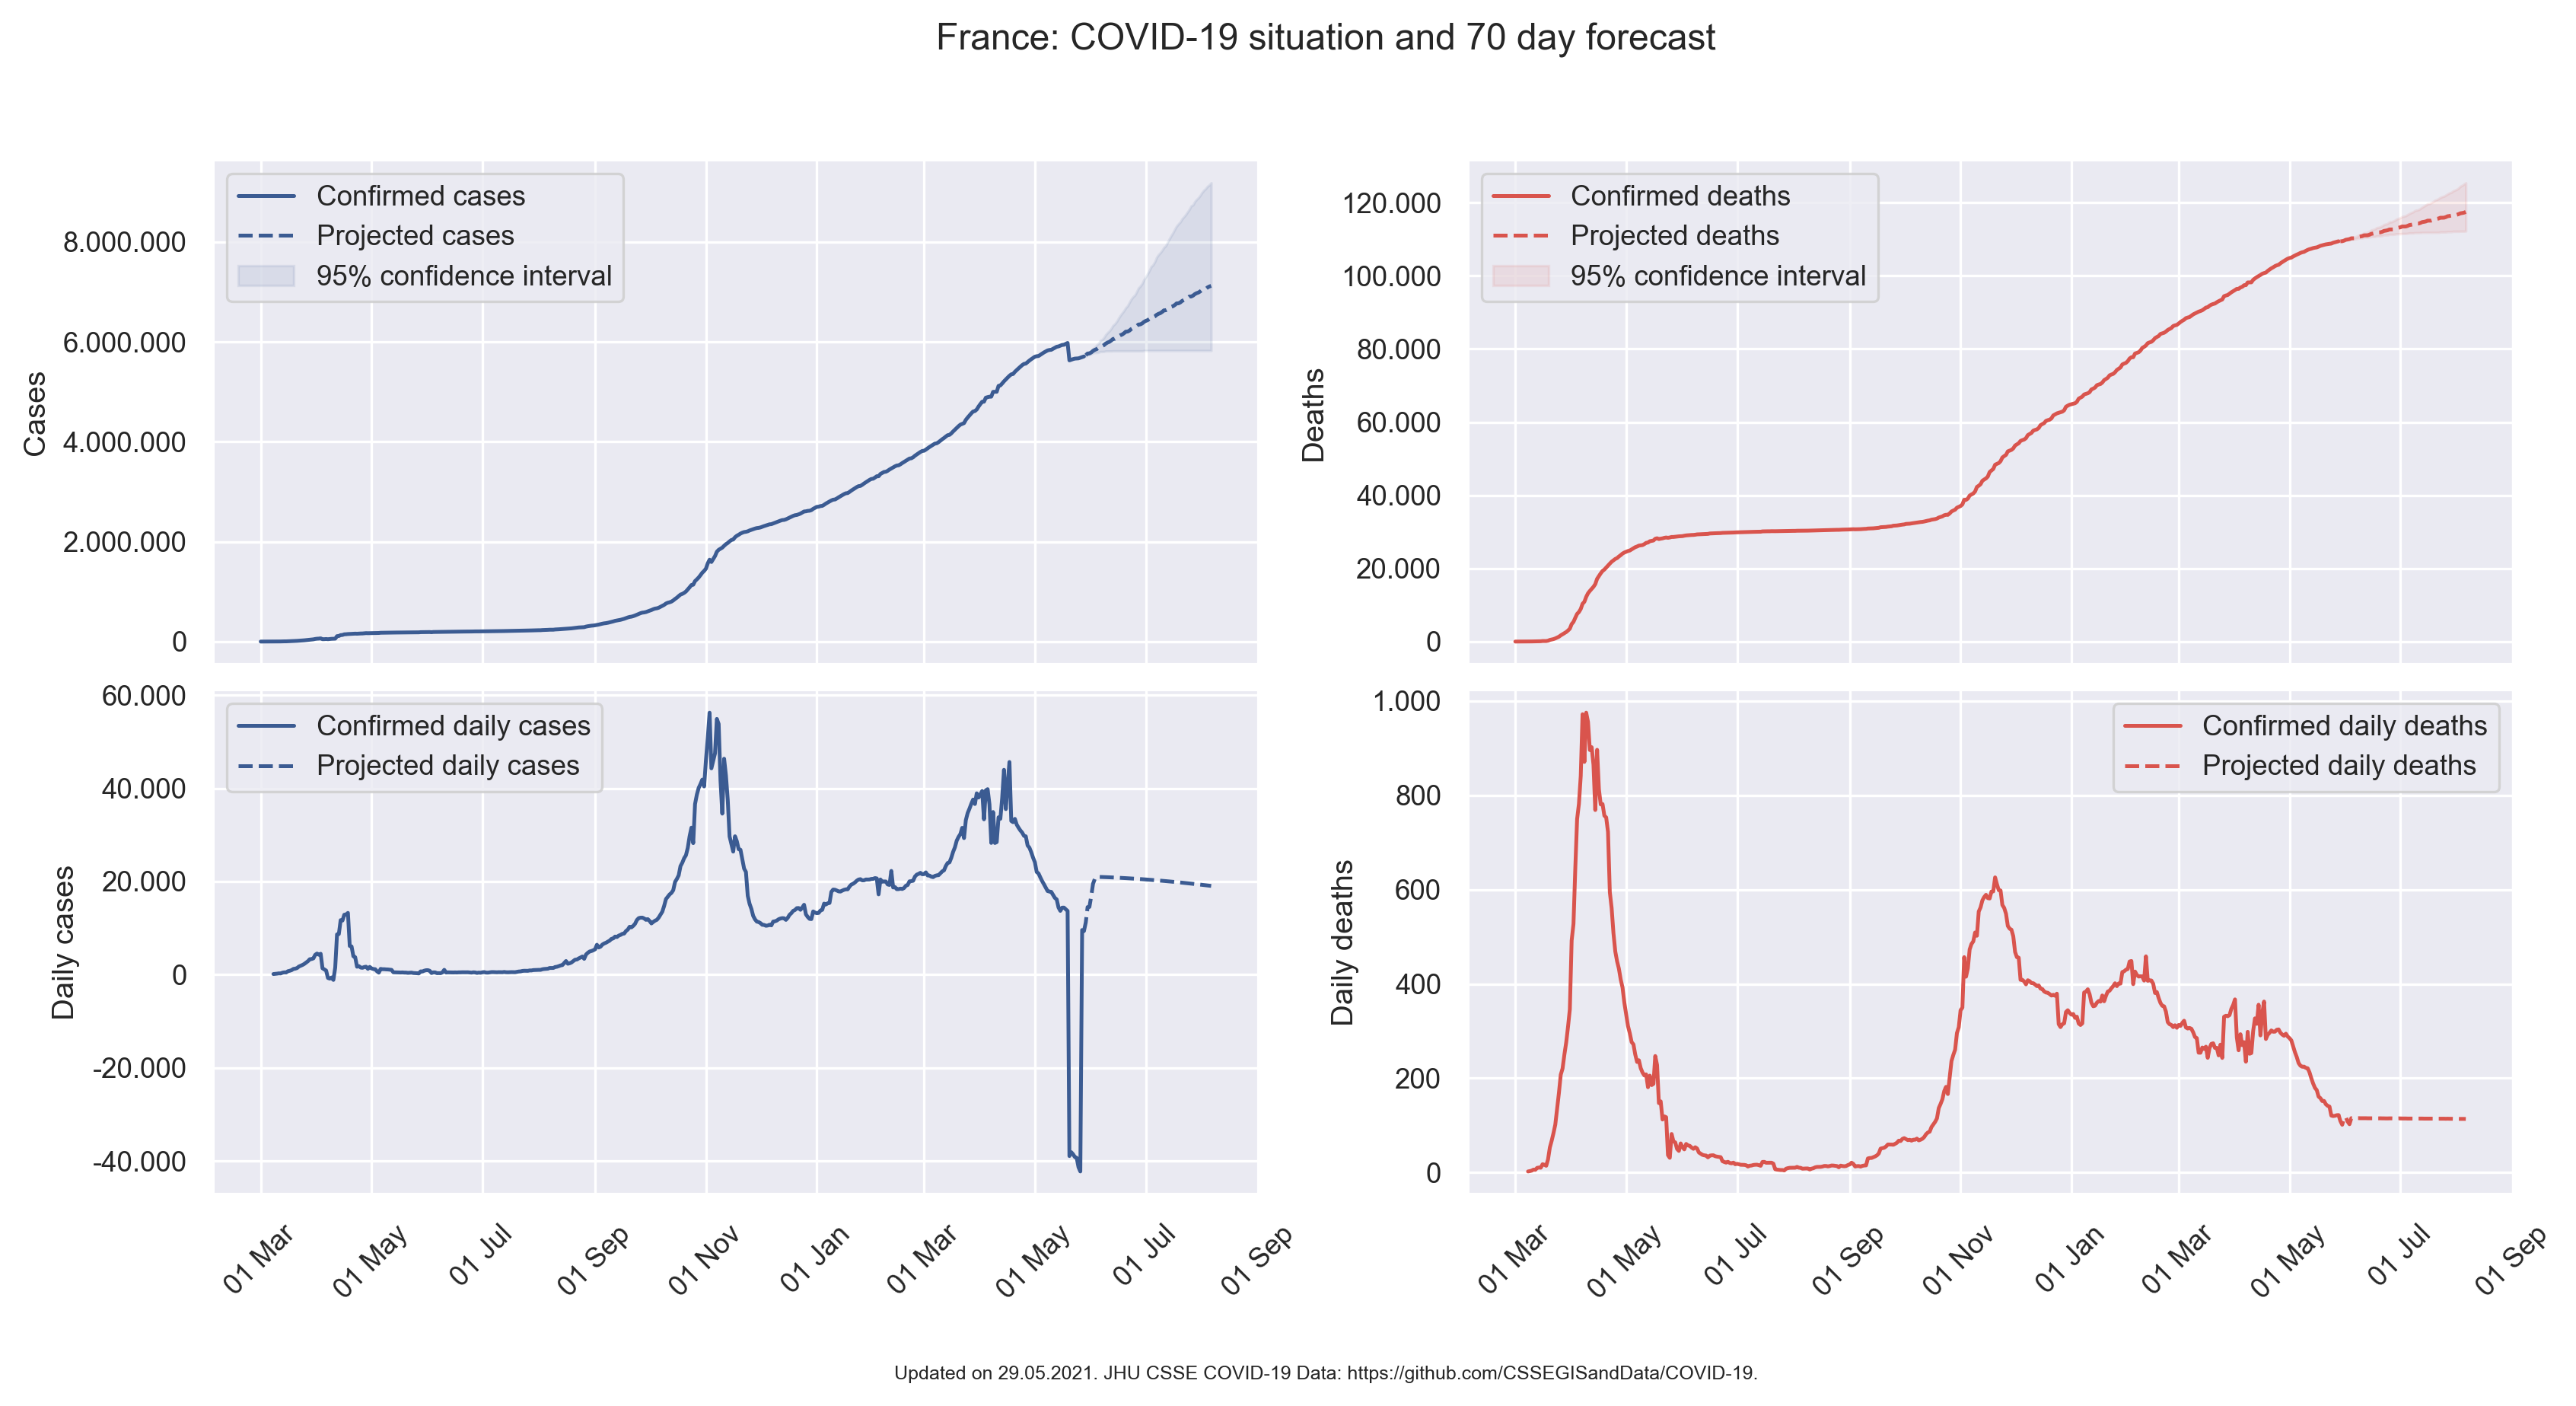 France: COVID-19 situation and 70 day forecast
Confirmed cases
Projected cases
95% confidence interval
Cases
8.000.000
6.000.000
4.000.000
2.000.000
0
Confirmed deaths
Projected deaths
95% confidence interval
Deaths
120.000
100.000
80.000
60.000
40.000
20.000
0
Confirmed daily cases
Projected daily cases
Daily cases
60.000
40.000
20.000
0
-20.000
-40.000
01 Mar
01 May
01 Jul
01 Sep
01 Nov
01 Jan
01 Mar
01 May
01 Jul
01 Sep
Confirmed daily deaths
Projected daily deaths
Daily deaths
1.000
800
600
400
200
0
01 Mar
01 May
01 Jul
01 Sep
01 Nov
01 Jan
01 Mar
01 May
01 Jul
01 Sep
Updated on 29.05.2021. JHU CSSE COVID-19 Data: https://github.com/CSSEGISandData/COVID-19.